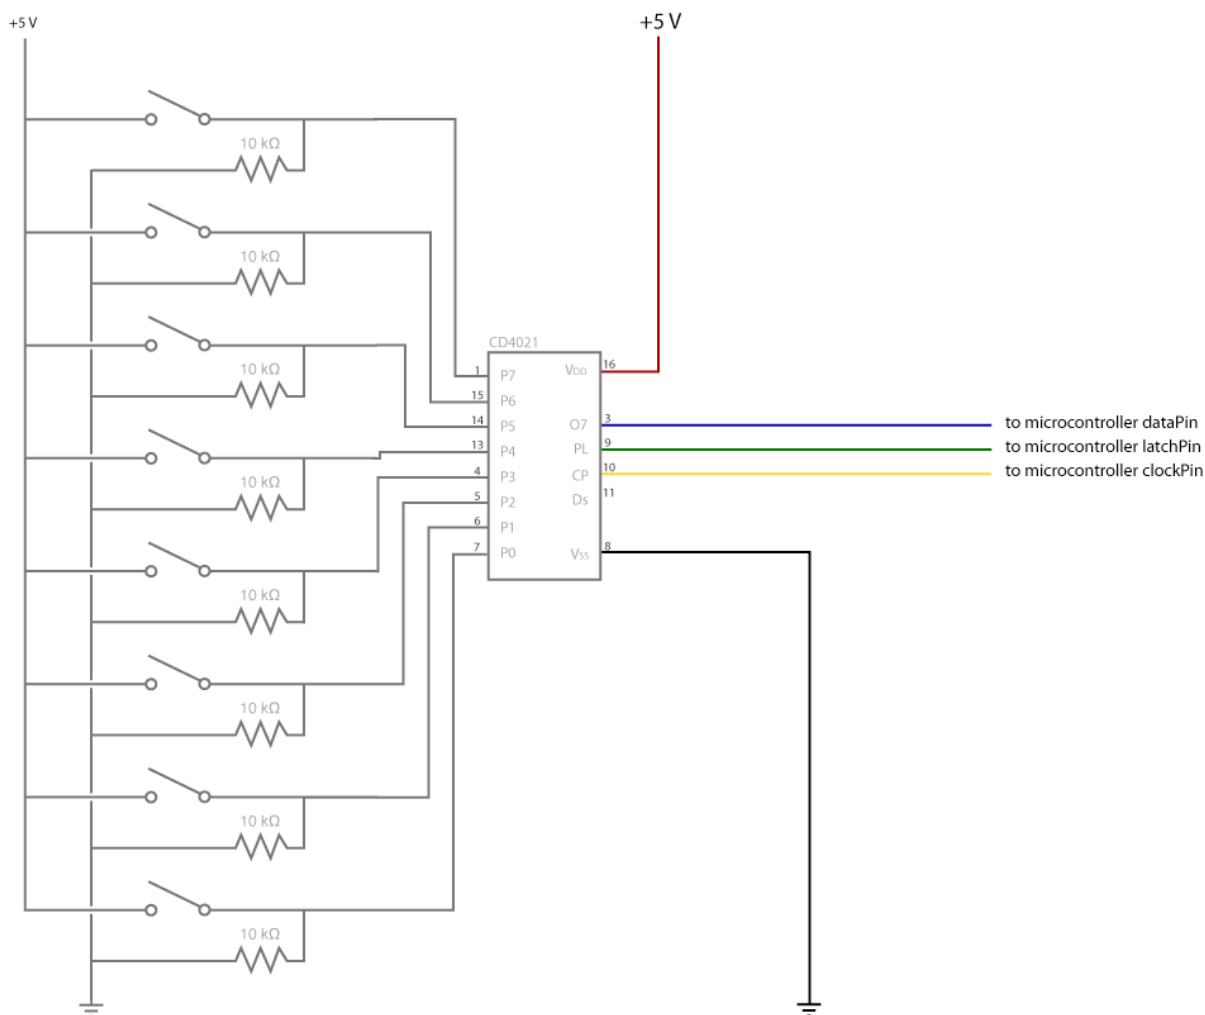 +5 V
+5 V
10 kΩ
10 kΩ
10 kΩ
10 kΩ
10 kΩ
10 kΩ
10 kΩ
10 kΩ
CD4021
1 P7 VDD 16
15 P6
14 P5 O7 3 to microcontroller dataPin
13 P4 PL 9 to microcontroller latchPin
4 P3 CP 10 to microcontroller clockPin
5 P2 Ds 11
6 P1
7 P0 Vss 8